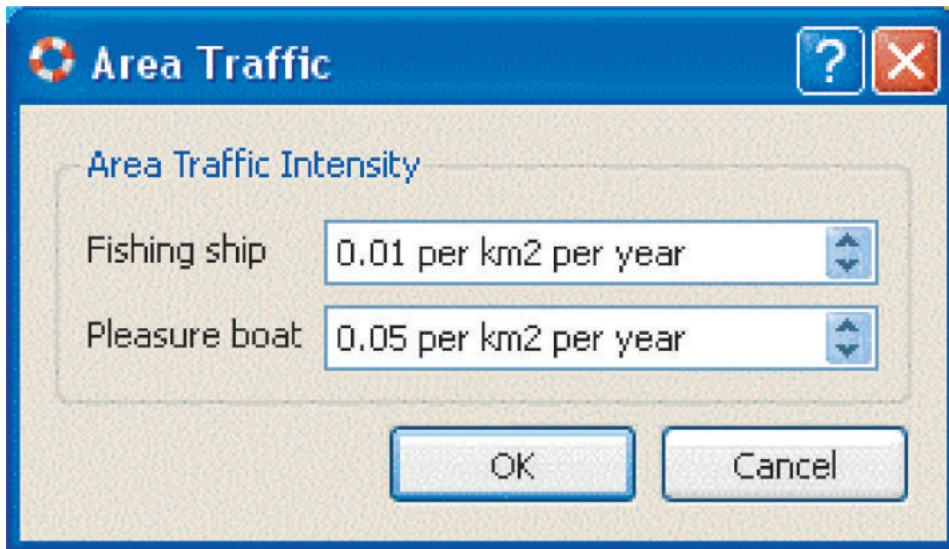 Area Traffic
Area Traffic Intensity
Fishing ship 0.01 per km2 per year
Pleasure boat 0.05 per km2 per year
OK Cancel